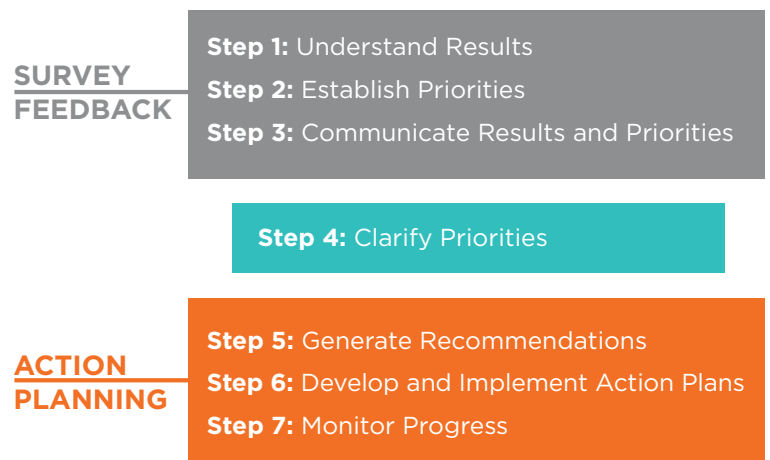 SURVEY
FEEDBACK
Step 1: Understand Results
Step 2: Establish Priorities
Step 3: Communicate Results and Priorities
Step 4: Clarify Priorities
ACTION
PLANNING
Step 5: Generate Recommendations
Step 6: Develop and Implement Action Plans
Step 7: Monitor Progress